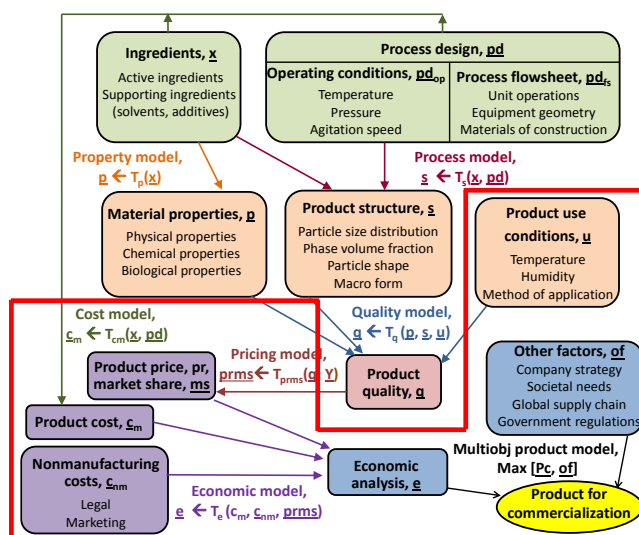 Ingredients, x
Active ingredients
Supporting ingredients
(solvents, additives)
Process design, pd
Operating conditions, pdop
Temperature
Pressure
Agitation speed
Process flowsheet, pdfs
Unit operations
Equipment geometry
Materials of construction
Property model,
p ← Tp(x)
Process model,
s ← Ts(x, pd)
Material properties, p
Physical properties
Chemical properties
Biological properties
Product structure, s
Particle size distribution
Phase volume fraction
Particle shape
Macro form
Product use
conditions, u
Temperature
Humidity
Method of application
Cost model,
cm ← Tcm(x, pd)
Quality model,
q ← Tq (p, s, u)
Product price, pr,
market share, ms
Pricing model,
prms← Tprms(q, Y)
Product
quality, q
Other factors, of
Company strategy
Societal needs
Global supply chain
Government regulations
Product cost, cm
Nonmanufacturing
costs, cnm
Legal
Marketing
Economic model,
e ← Te (cm, cnm, prms)
Economic
analysis, e
Multiobj product model,
Max [Pc, of]
Product for
commercialization